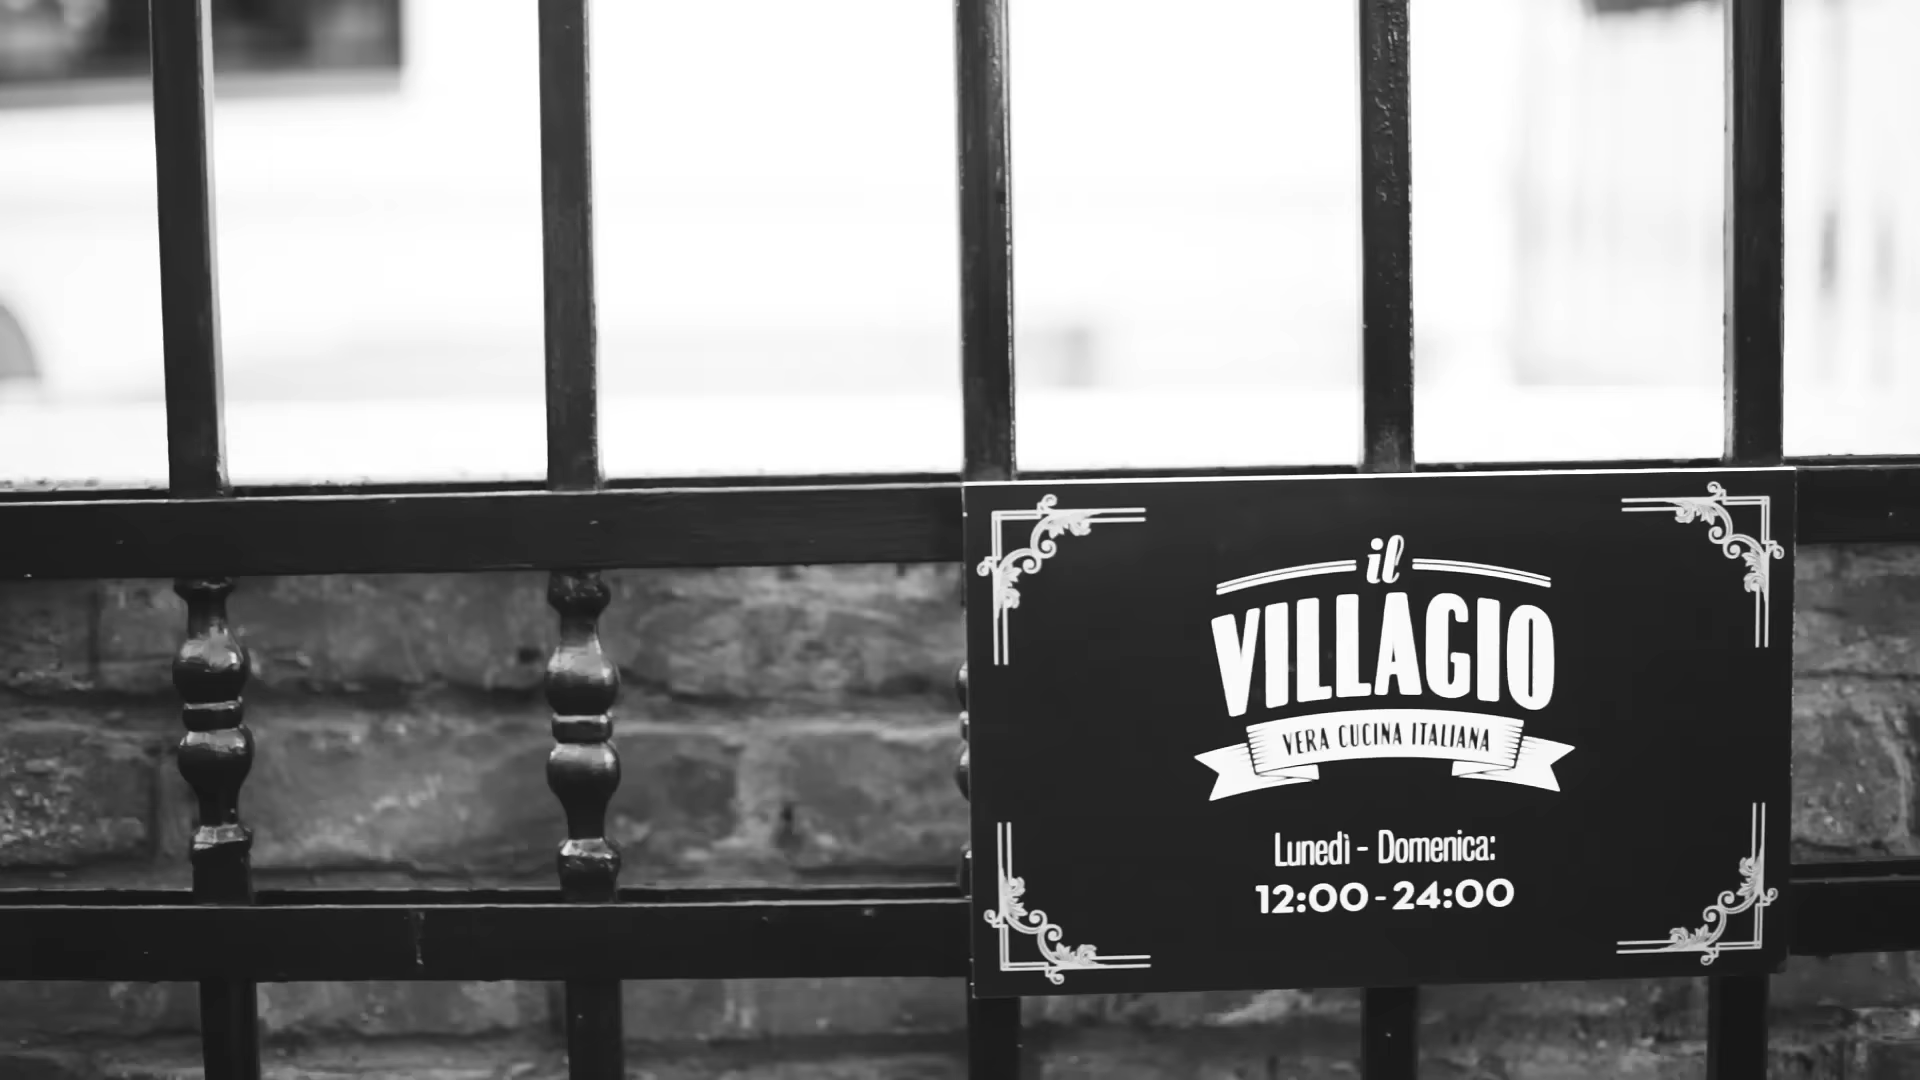 il
VILLAGIO
VERA CUCINA ITALIANA
Lunedì - Domenica:
12:00-24:00